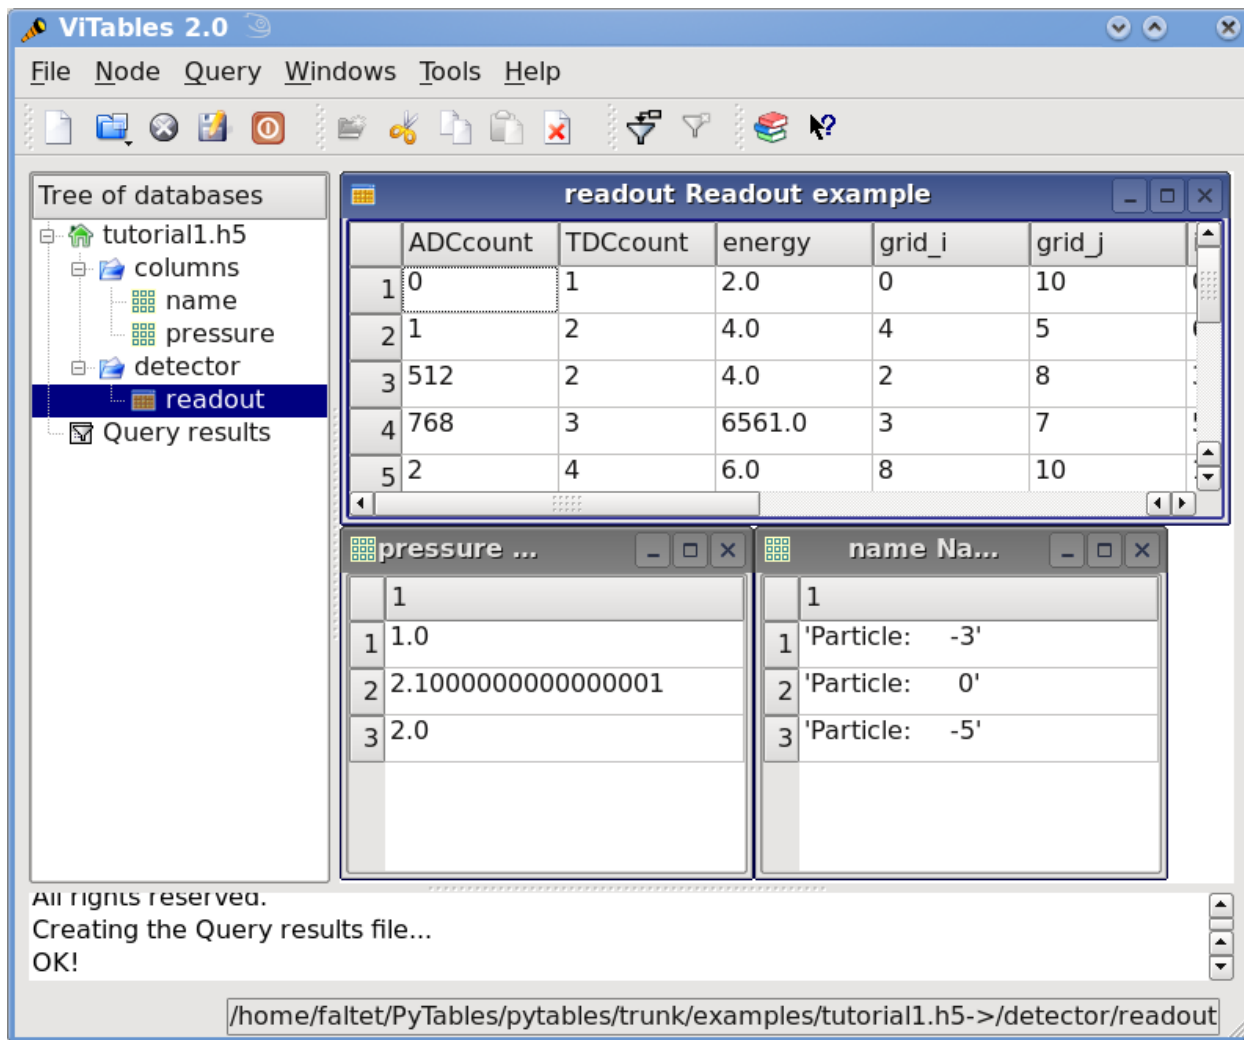 ViTables 2.0
File Node Query Windows Tools Help
Tree of databases
tutorial1.h5
columns
name
pressure
detector
readout
Query results
readout Readout example
ADCcount TDCcount energy grid_i grid_j
1 0 1 2.0 0 10
2 1 2 4.0 4 5
3 512 2 4.0 2 8
4 768 3 6561.0 3 7
5 2 4 6.0 8 10
pressure ...
1
1 1.0
2 2.1000000000000001
3 2.0
name Na...
1
1 'Particle:     -3'
2 'Particle:      0'
3 'Particle:     -5'
All rights reserved.
Creating the Query results file...
OK!
/home/faltet/PyTables/pytables/trunk/examples/tutorial1.h5->/detector/readout